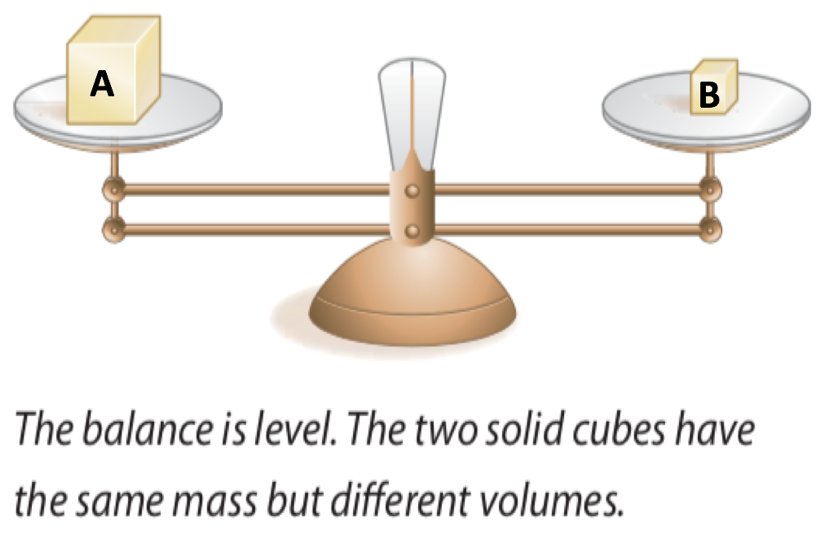 A
B
The balance is level. The two solid cubes have
the same mass but different volumes.